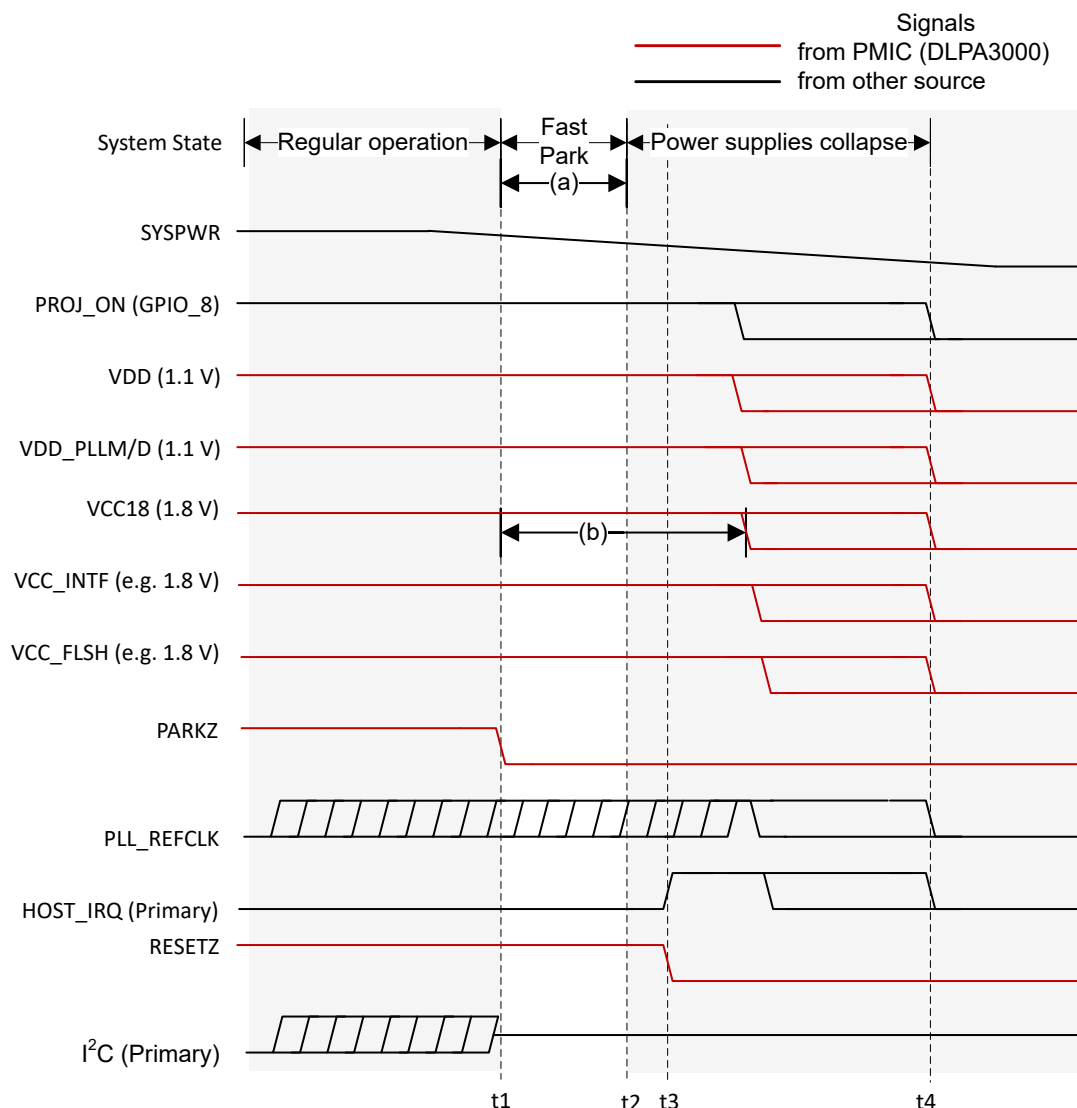 Signals
from PMIC (DLPA3000)
from other source
System State
Regular operation
Fast
Park
(a)
Power supplies collapse
SYSPWR
PROJ_ON (GPIO_8)
VDD (1.1 V)
VDD_PLLM/D (1.1 V)
VCC18 (1.8 V)
(b)
VCC_INTF (e.g. 1.8 V)
VCC_FLSH (e.g. 1.8 V)
PARKZ
PLL_REFCLK
HOST_IRQ (Primary)
RESETZ
I²C (Primary)
t1 t2 t3 t4